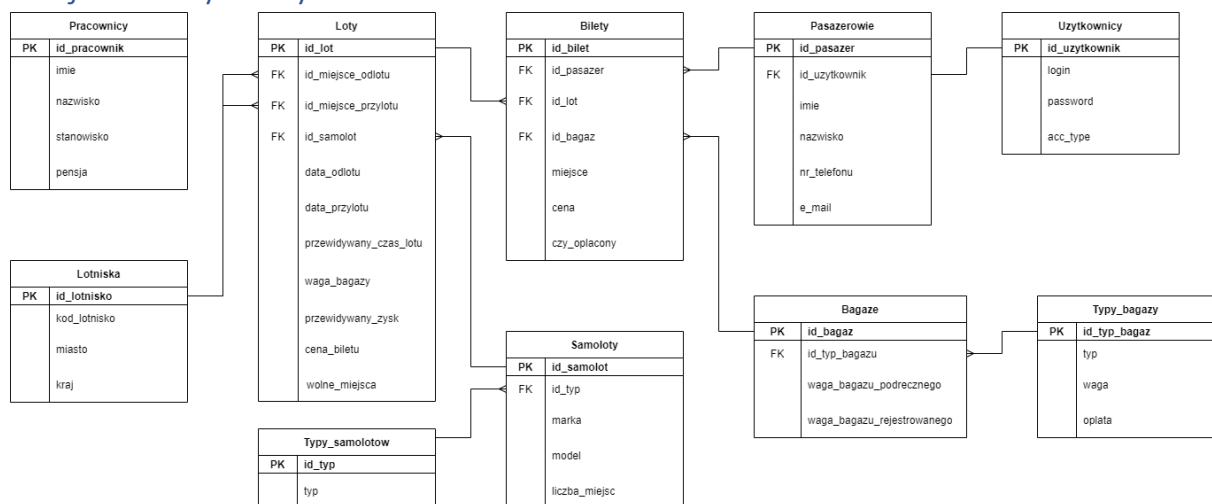 Pracownicy
PK id_pracownik
imie
nazwisko
stanowisko
pensja
Loty
PK id_lot
FK id_miejsce_odlotu
FK id_miejsce_przylotu
FK id_samolot
data_odlotu
data_przylotu
przewidywany_czas_lotu
waga_bagazy
przewidywany_zysk
cena_biletu
wolne_miejsca
Bilety
PK id_bilet
FK id_pasazer
FK id_lot
FK id_bagaz
miejsce
cena
czy_oplacony
Pasazerowie
PK id_pasazer
FK id_uzytkownik
imie
nazwisko
nr_telefonu
e_mail
Uzytkownicy
PK id_uzytkownik
login
password
acc_type
Lotniska
PK id_lotnisko
kod_lotnisko
miasto
kraj
Samoloty
PK id_samolot
FK id_typ
marka
model
liczba_miejsc
Bagaze
PK id_bagaz
FK id_typ_bagazu
waga_bagazu_podrecznego
waga_bagazu_rejestrowanego
Typy_bagazy
PK id_typ_bagaz
typ
waga
oplata
Typy_samolotow
PK id_typ
typ